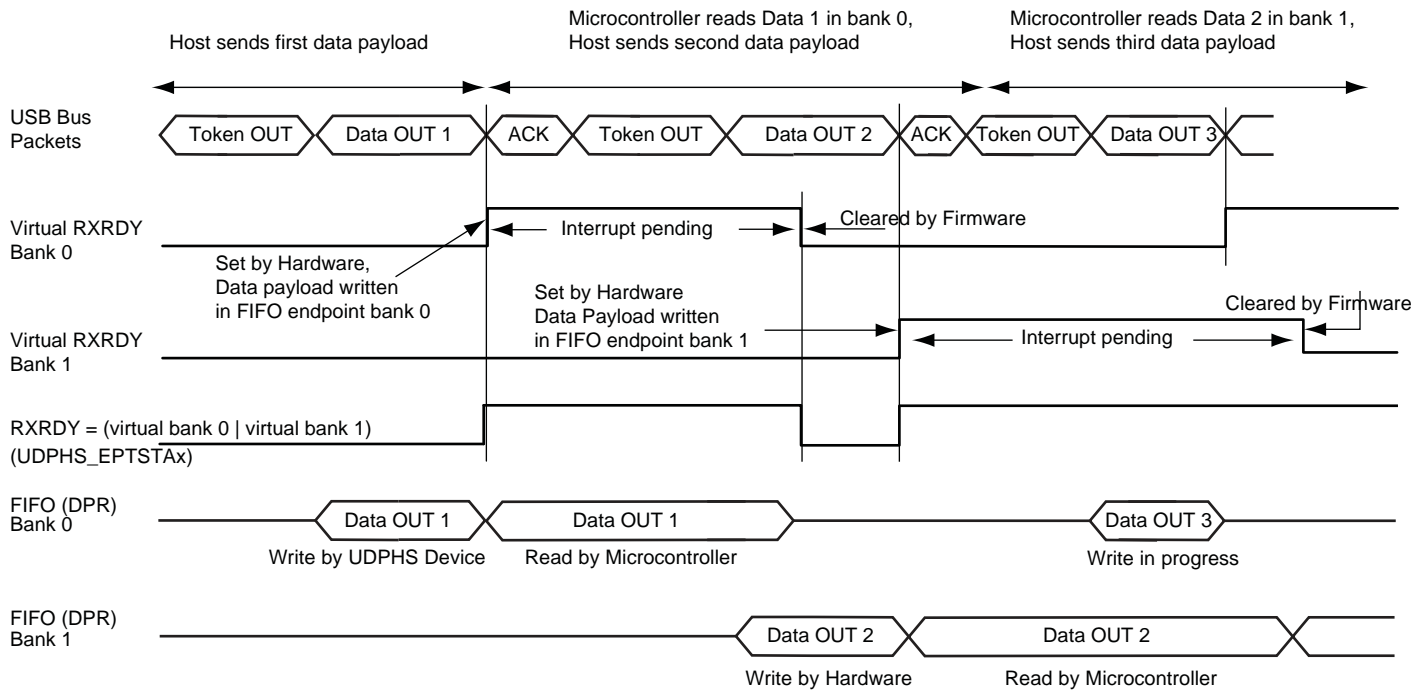 Host sends first data payload
Microcontroller reads Data 1 in bank 0,
Host sends second data payload
Microcontroller reads Data 2 in bank 1,
Host sends third data payload
USB Bus
Packets
Token OUT
Data OUT 1
ACK
Token OUT
Data OUT 2
ACK
Token OUT
Data OUT 3
Virtual RXRDY
Bank 0
Interrupt pending
Cleared by Firmware
Set by Hardware,
Data payload written
in FIFO endpoint bank 0
Set by Hardware
Data Payload written
in FIFO endpoint bank 1
Cleared by Firmware
Virtual RXRDY
Bank 1
Interrupt pending
RXRDY = (virtual bank 0 | virtual bank 1)
(UDPHS_EPTSTAx)
FIFO (DPR)
Bank 0
Data OUT 1
Data OUT 1
Data OUT 3
Write by UDPHS Device
Read by Microcontroller
Write in progress
FIFO (DPR)
Bank 1
Data OUT 2
Data OUT 2
Write by Hardware
Read by Microcontroller